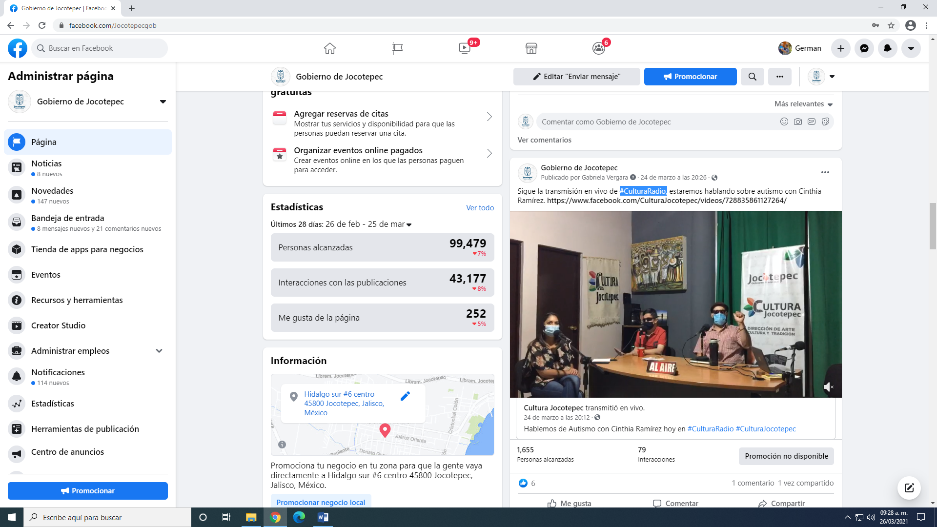 Gobierno de Jocotepec | Faceb
facebook.com/Jocotepecgob
Buscar en Facebook
9+
6
German
Administrar página
Gobierno de Jocotepec
Gobierno de Jocotepec
Editar "Enviar mensaje"
Promocionar
Página
Noticias
8 nuevos
Novedades
147 nuevos
Bandeja de entrada
8 mensajes nuevos y 21 comentarios nuevos
Tienda de apps para negocios
Eventos
Recursos y herramientas
Creator Studio
Administrar empleos
Notificaciones
114 nuevos
Estadísticas
Herramientas de publicación
Centro de anuncios
Promocionar
gratuitas
Agregar reservas de citas
Mostrar tus servicios y disponibilidad para que las
personas puedan reservar una cita.
Organizar eventos online pagados
Crear eventos online en los que las personas paguen
para acceder.
Estadísticas
Ver todo
Últimos 28 días: 26 de feb - 25 de mar
Personas alcanzadas
99,479
7%
Interacciones con las publicaciones
43,177
8%
Me gusta de la página
252
5%
Información
Hidalgo sur #6 centro
45800 Jocotepec, Jalisco,
México.
Promociona tu negocio en tu zona para que la gente vaya
directamente a Hidalgo sur #6 centro 45800 Jocotepec,
Jalisco, México.
Promocionar negocio local
Más relevantes
Comentar como Gobierno de Jocotepec
Ver comentarios
Gobierno de Jocotepec
Publicado por Gabriela Vergara · 24 de marzo a las 20:26 ·
Sigue la transmisión en vivo de #CulturaRadio, estaremos hablando sobre autismo con Cinthia
Ramírez. https://www.facebook.com/CulturaJocotepec/videos/728835861127264/
CULTURA
Jocotepec
Jocotepec
CULTURA
Jocotepec
DIRECCIÓN DE ARTE
CULTURA Y TRADICIÓN
AL AIRE
Cultura Jocotepec transmitió en vivo.
24 de marzo a las 20:12 ·
Hablemos de Autismo con Cinthia Ramírez hoy en #CulturaRadio #CulturaJocotepec
1,655
Personas alcanzadas
79
Interacciones
Promoción no disponible
6
1 comentario 1 vez compartido
Me gusta
Comentar
Compartir
Escribe aquí para buscar
09:28 a. m.
26/03/2021